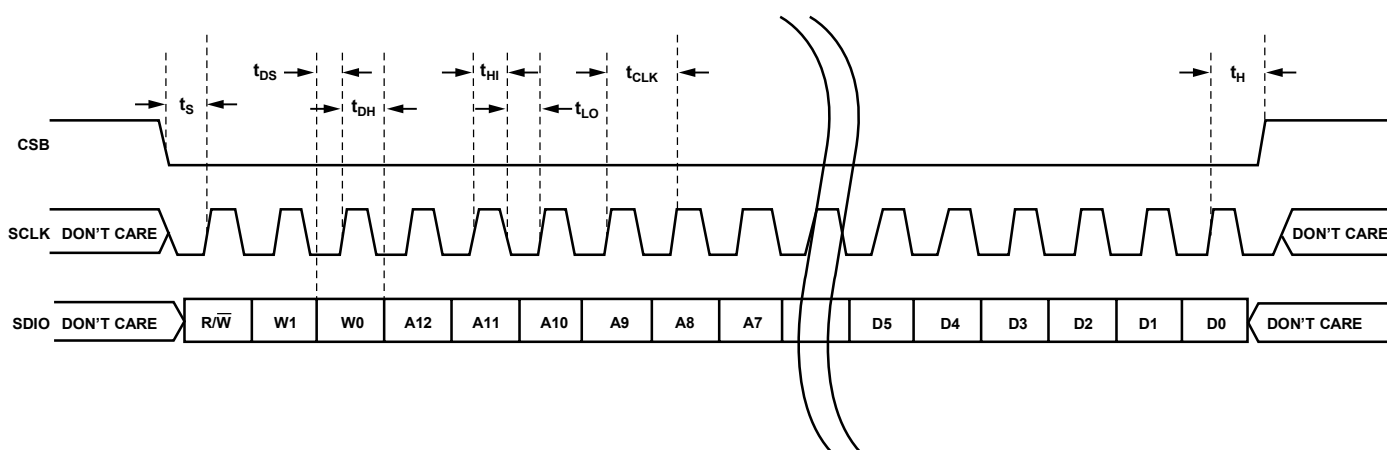 tDS
tHI
tCLK
tH
tS
tDH
tLO
CSB
SCLK DON'T CARE
DON'T CARE
SDIO DON'T CARE
R/W̅
W1
W0
A12
A11
A10
A9
A8
A7
D5
D4
D3
D2
D1
D0
DON'T CARE